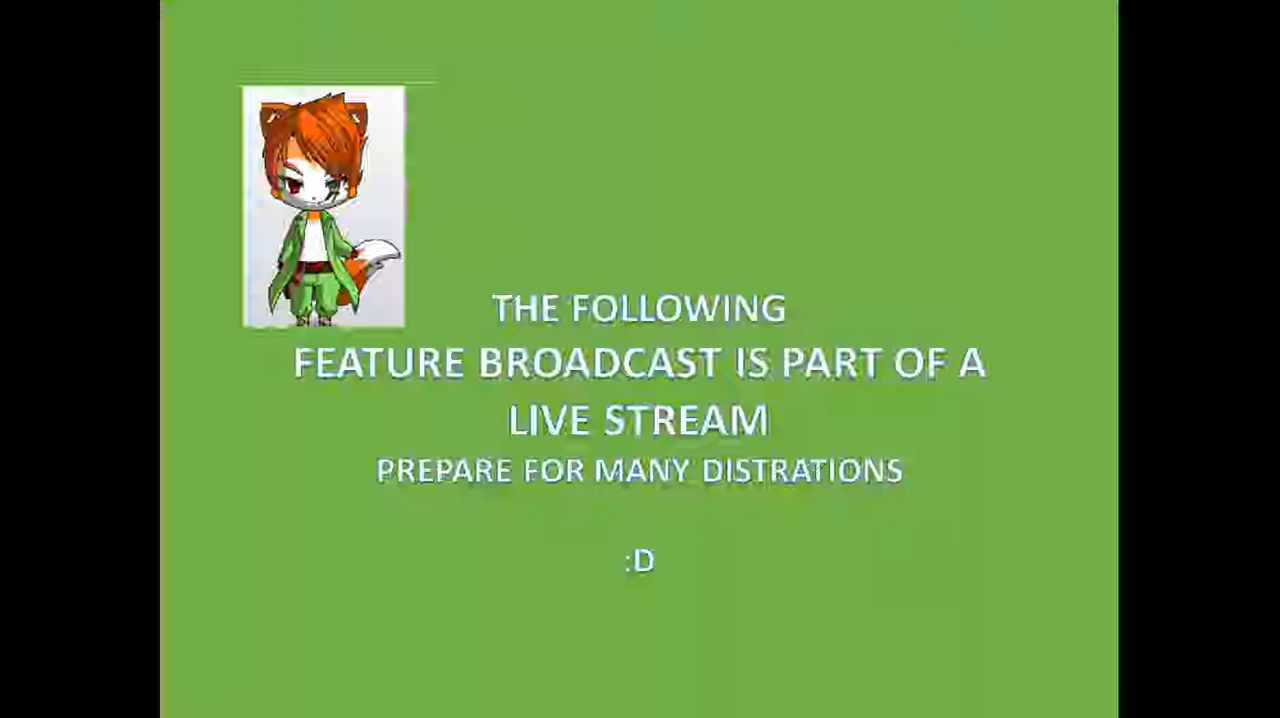 THE FOLLOWING
FEATURE BROADCAST IS PART OF A
LIVE STREAM
PREPARE FOR MANY DISTRATIONS
:D